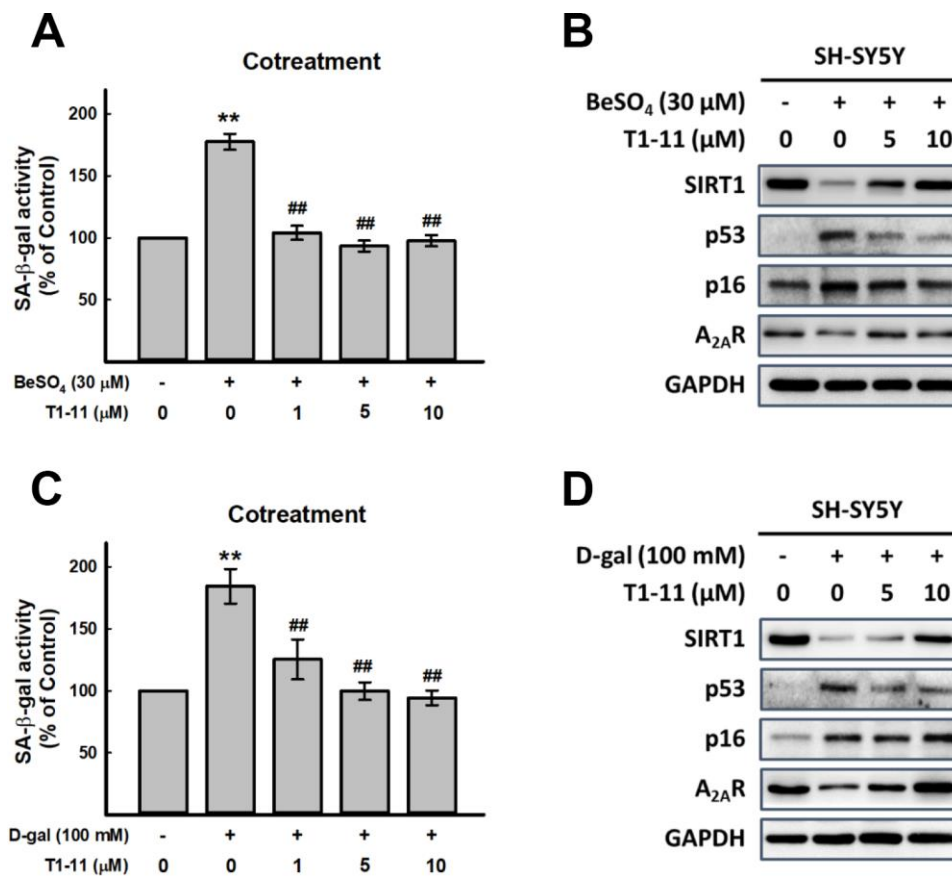 A
Cotreatment
SA-β-gal activity
(% of Control)
200
150
100
50
**
##
##
##
BeSO₄ (30 μM) - + + + +
T1-11 (μM) 0 0 1 5 10
B
SH-SY5Y
BeSO₄ (30 μM) - + + +
T1-11 (μM) 0 0 5 10
SIRT1
p53
p16
A₂ₐR
GAPDH
C
Cotreatment
SA-β-gal activity
(% of Control)
200
150
100
50
**
##
##
##
D-gal (100 mM) - + + + +
T1-11 (μM) 0 0 1 5 10
D
SH-SY5Y
D-gal (100 mM) - + + +
T1-11 (μM) 0 0 5 10
SIRT1
p53
p16
A₂ₐR
GAPDH